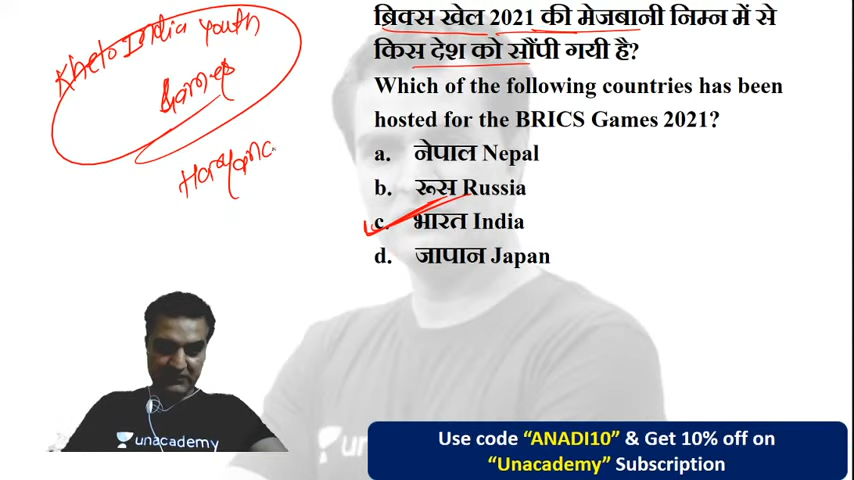 Khelo India Youth
Games
Haryana
ब्रिक्स खेल 2021 की मेजबानी निम्न में से
किस देश को सौंपी गयी है?
Which of the following countries has been
hosted for the BRICS Games 2021?
a. नेपाल Nepal
b. रूस Russia
c. भारत India
d. जापान Japan
unacademy
Use code “ANADI10” & Get 10% off on
“Unacademy” Subscription